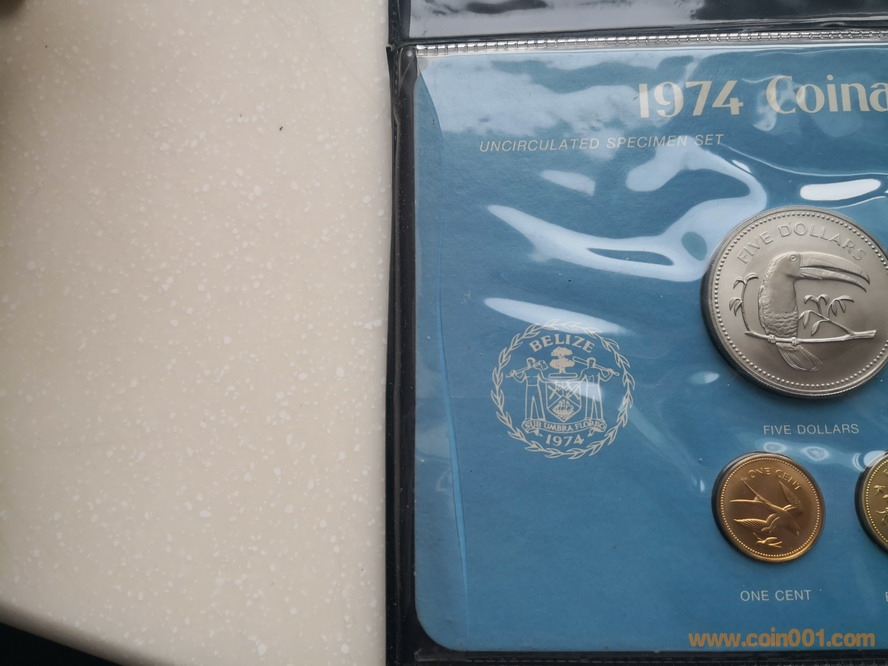 1974 Coina
UNCIRCULATED SPECIMEN SET
FIVE DOLLARS
BELIZE
SUB UMBRA FLOREO
1974
FIVE DOLLARS
ONE CENT
ONE CENT
www.coin001.com